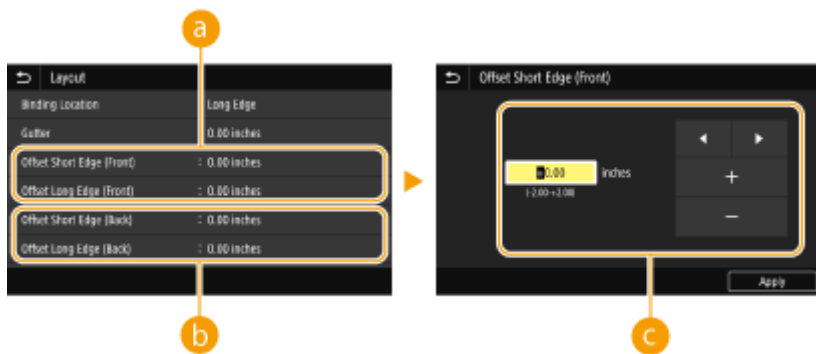 a
Layout
Binding Location Long Edge
Gutter 0.00 inches
Offset Short Edge (Front) : 0.00 inches
Offset Long Edge (Front) : 0.00 inches
Offset Short Edge (Back) : 0.00 inches
Offset Long Edge (Back) : 0.00 inches
b
Offset Short Edge (Front)
±0.00 inches
(-2.00-+2.00)
+
−
Apply
c